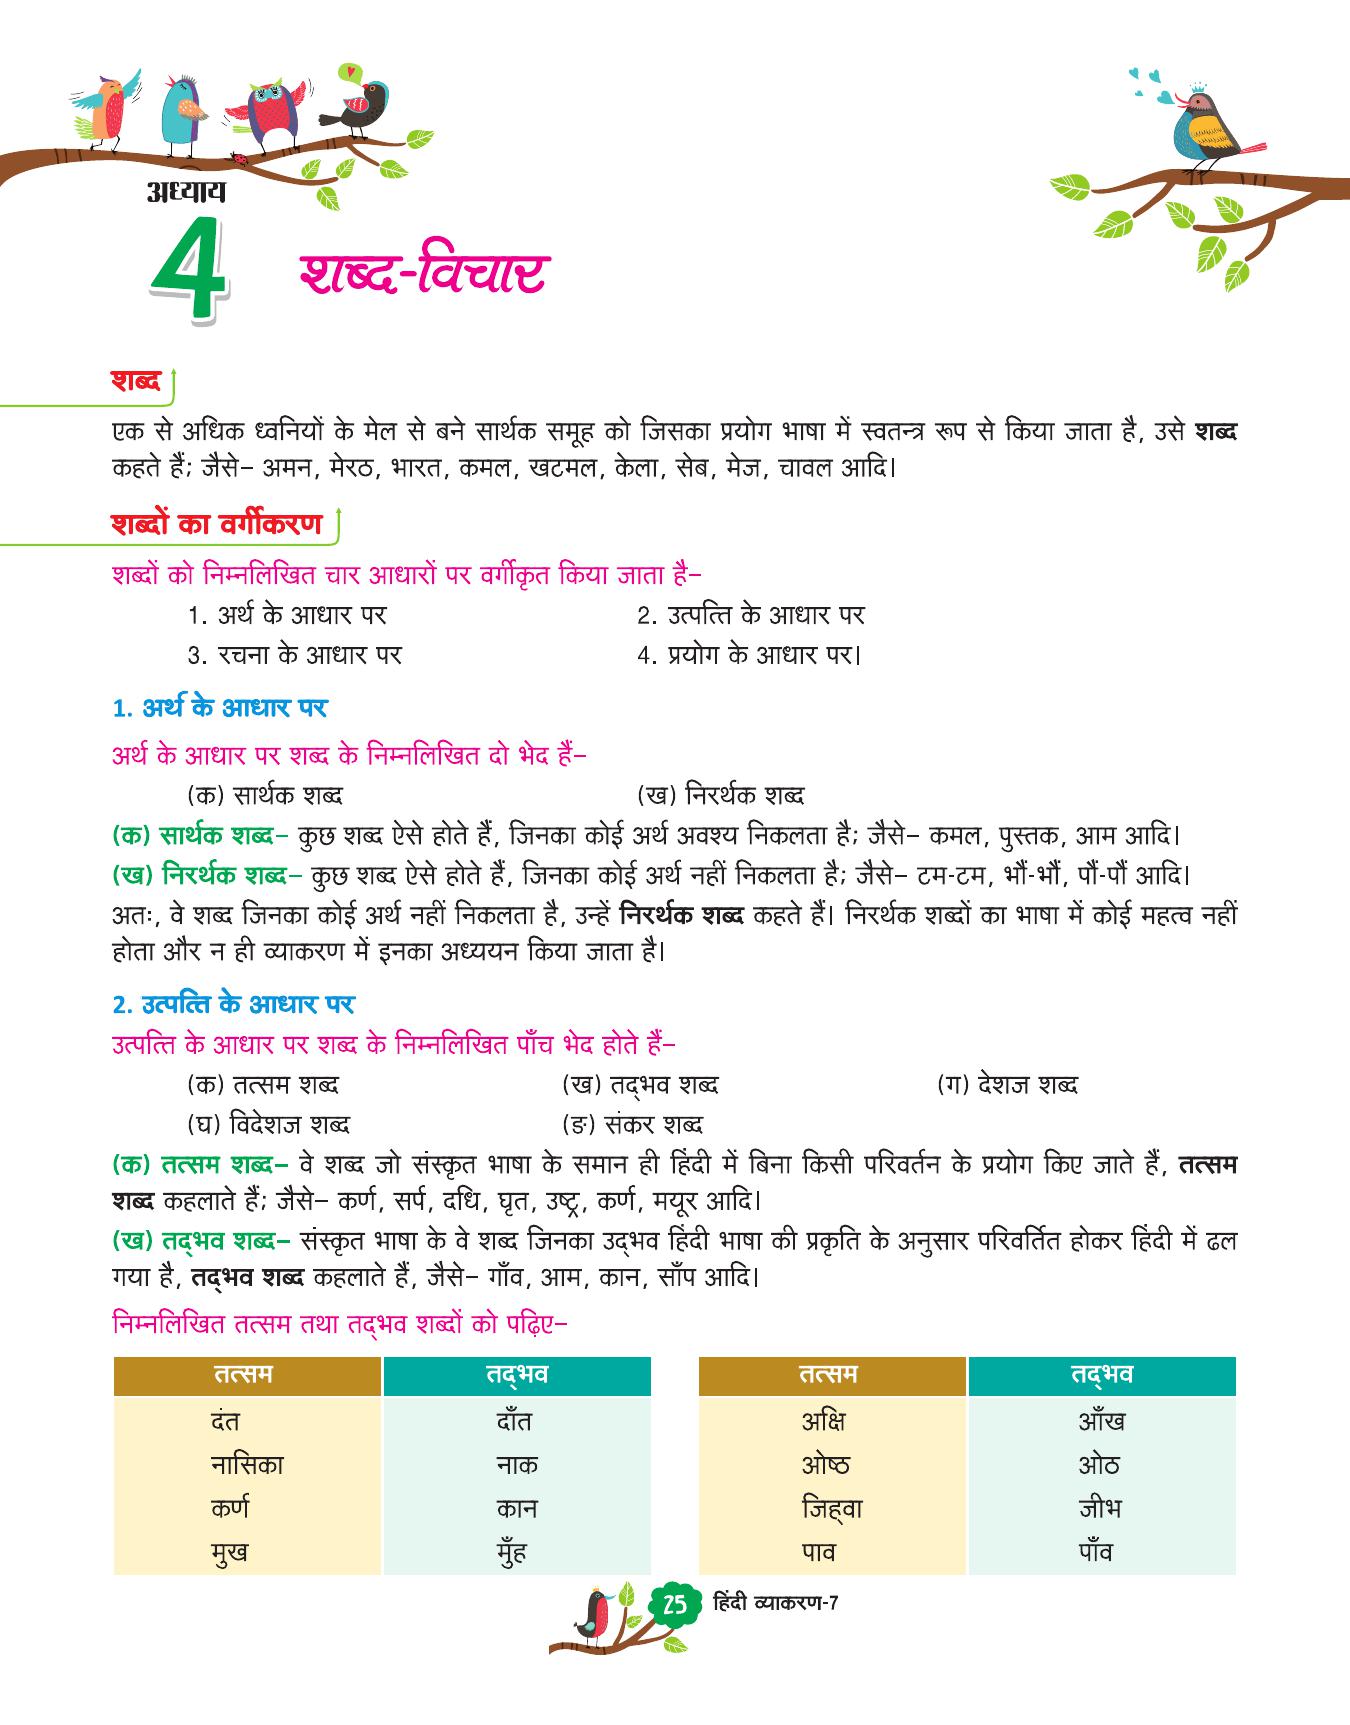 अध्याय
4
शब्द-विचार
शब्द
एक से अधिक ध्वनियों के मेल से बने सार्थक समूह को जिसका प्रयोग भाषा में स्वतन्त्र रूप से किया जाता है, उसे शब्द
कहते हैं; जैसे– अमन, मेरठ, भारत, कमल, खटमल, केला, सेब, मेज, चावल आदि।
शब्दों का वर्गीकरण
शब्दों को निम्नलिखित चार आधारों पर वर्गीकृत किया जाता है–
1. अर्थ के आधार पर 2. उत्पत्ति के आधार पर
3. रचना के आधार पर 4. प्रयोग के आधार पर।
1. अर्थ के आधार पर
अर्थ के आधार पर शब्द के निम्नलिखित दो भेद हैं–
(क) सार्थक शब्द (ख) निरर्थक शब्द
(क) सार्थक शब्द– कुछ शब्द ऐसे होते हैं, जिनका कोई अर्थ अवश्य निकलता है; जैसे– कमल, पुस्तक, आम आदि।
(ख) निरर्थक शब्द– कुछ शब्द ऐसे होते हैं, जिनका कोई अर्थ नहीं निकलता है; जैसे– टम-टम, भौं-भौं, पौं-पौं आदि।
अतः, वे शब्द जिनका कोई अर्थ नहीं निकलता है, उन्हें निरर्थक शब्द कहते हैं। निरर्थक शब्दों का भाषा में कोई महत्व नहीं
होता और न ही व्याकरण में इनका अध्ययन किया जाता है।
2. उत्पत्ति के आधार पर
उत्पत्ति के आधार पर शब्द के निम्नलिखित पाँच भेद होते हैं–
(क) तत्सम शब्द (ख) तद्‌भव शब्द (ग) देशज शब्द
(घ) विदेशज शब्द (ङ) संकर शब्द
(क) तत्सम शब्द– वे शब्द जो संस्कृत भाषा के समान ही हिंदी में बिना किसी परिवर्तन के प्रयोग किए जाते हैं, तत्सम
शब्द कहलाते हैं; जैसे– कर्ण, सर्प, दधि, घृत, उष्ट्र, कर्ण, मयूर आदि।
(ख) तद्‌भव शब्द– संस्कृत भाषा के वे शब्द जिनका उद्‌भव हिंदी भाषा की प्रकृति के अनुसार परिवर्तित होकर हिंदी में ढल
गया है, तद्‌भव शब्द कहलाते हैं, जैसे– गाँव, आम, कान, साँप आदि।
निम्नलिखित तत्सम तथा तद्‌भव शब्दों को पढ़िए–
तत्सम तद्‌भव तत्सम तद्‌भव
दंत दाँत अक्षि आँख
नासिका नाक ओष्ठ ओठ
कर्ण कान जिह्‌वा जीभ
मुख मुँह पाव पाँव
25 हिंदी व्याकरण-7